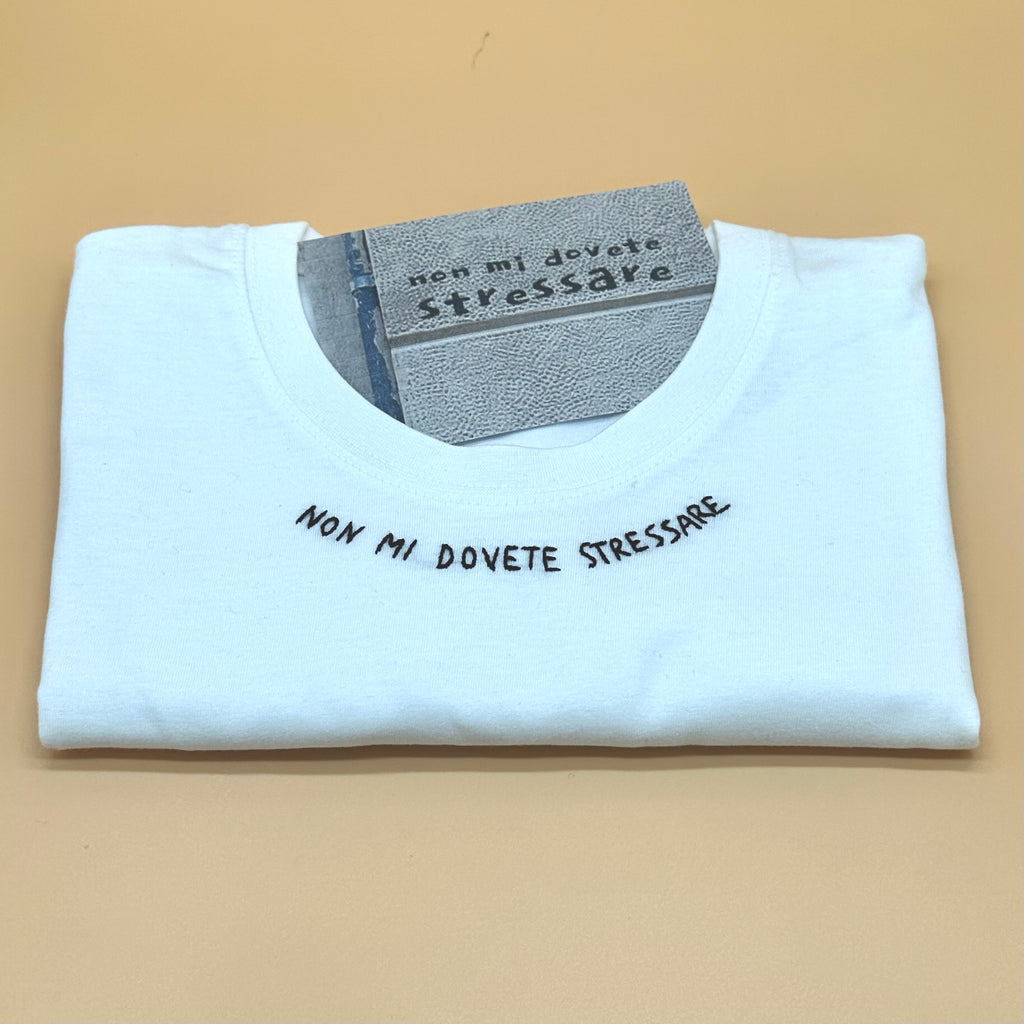 non mi dovete
stressare
NON MI DOVETE STRESSARE